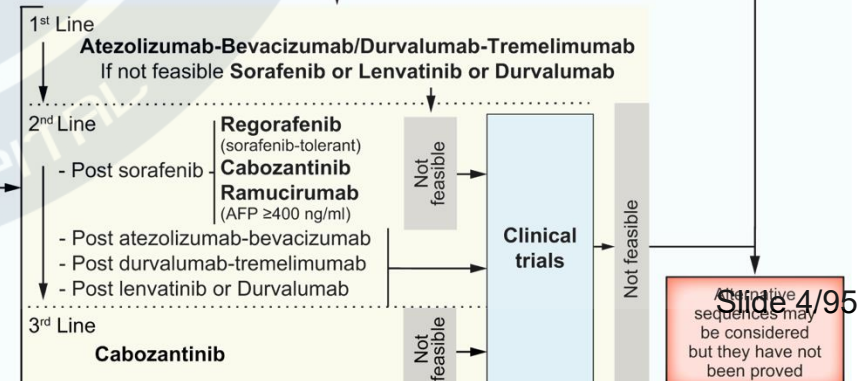 1st Line
Atezolizumab-Bevacizumab/Durvalumab-Tremelimumab
If not feasible Sorafenib or Lenvatinib or Durvalumab
2nd Line
Regorafenib
(sorafenib-tolerant)
- Post sorafenib
Cabozantinib
Ramucirumab
(AFP ≥400 ng/ml)
Not
feasible
- Post atezolizumab-bevacizumab
- Post durvalumab-tremelimumab
- Post lenvatinib or Durvalumab
Clinical
trials
Not feasible
3rd Line
Cabozantinib
Not
feasible
Alternative
Slide 4/95
sequences may
be considered
but they have not
been proved